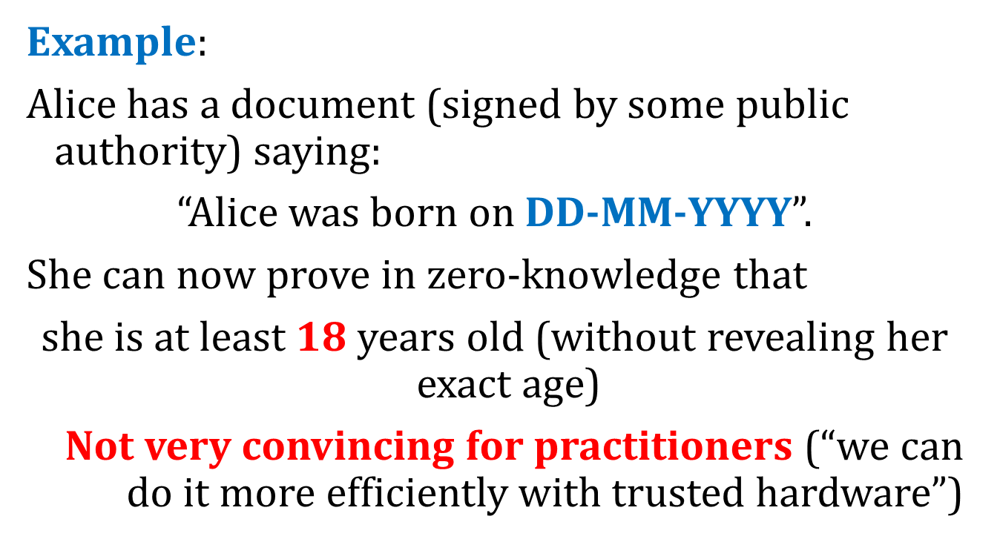 Example:
Alice has a document (signed by some public
authority) saying:
“Alice was born on DD-MM-YYYY”.
She can now prove in zero-knowledge that
she is at least 18 years old (without revealing her
exact age)
Not very convincing for practitioners (“we can
do it more efficiently with trusted hardware”)